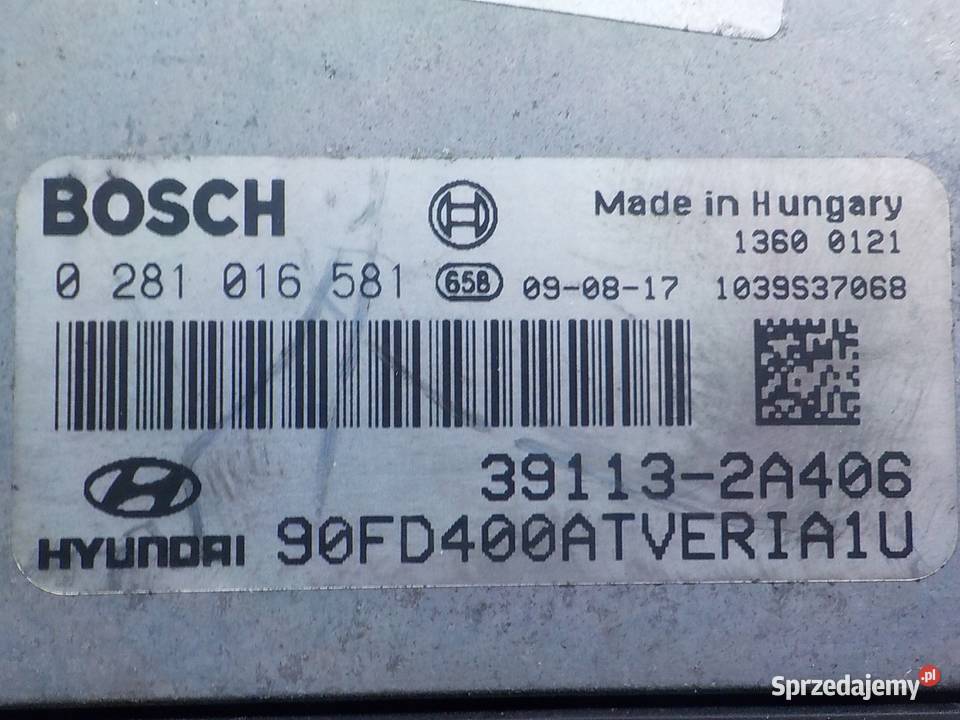 BOSCH
Made in Hungary
1360 0121
0 281 016 581 65B 09-08-17 1039S37068
39113-2A406
HYUNDAI 90FD400ATVERIA1U
Sprzedajemy.pl